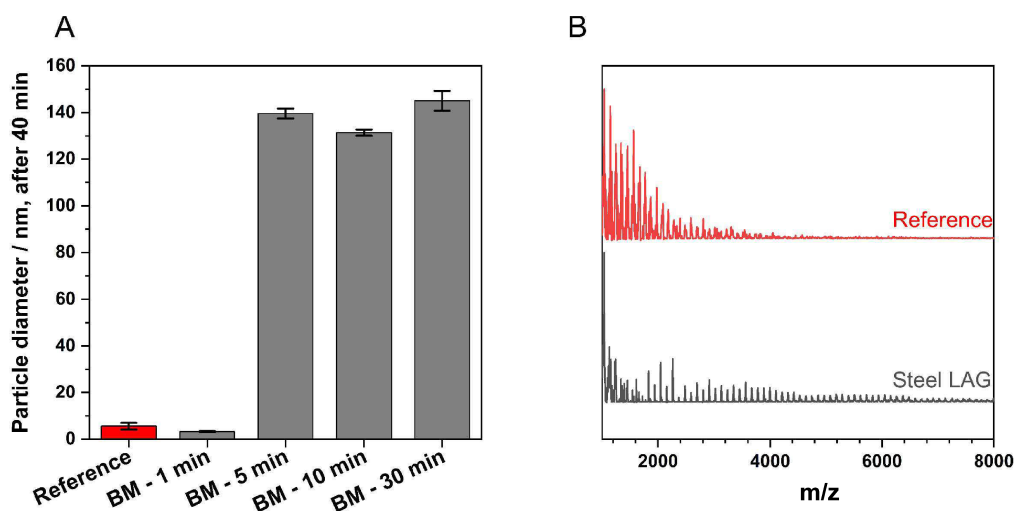 A
Particle diameter / nm, after 40 min
160
140
120
100
80
60
40
20
0
Reference
BM - 1 min
BM - 5 min
BM - 10 min
BM - 30 min
B
Reference
Steel LAG
2000
4000
6000
8000
m/z